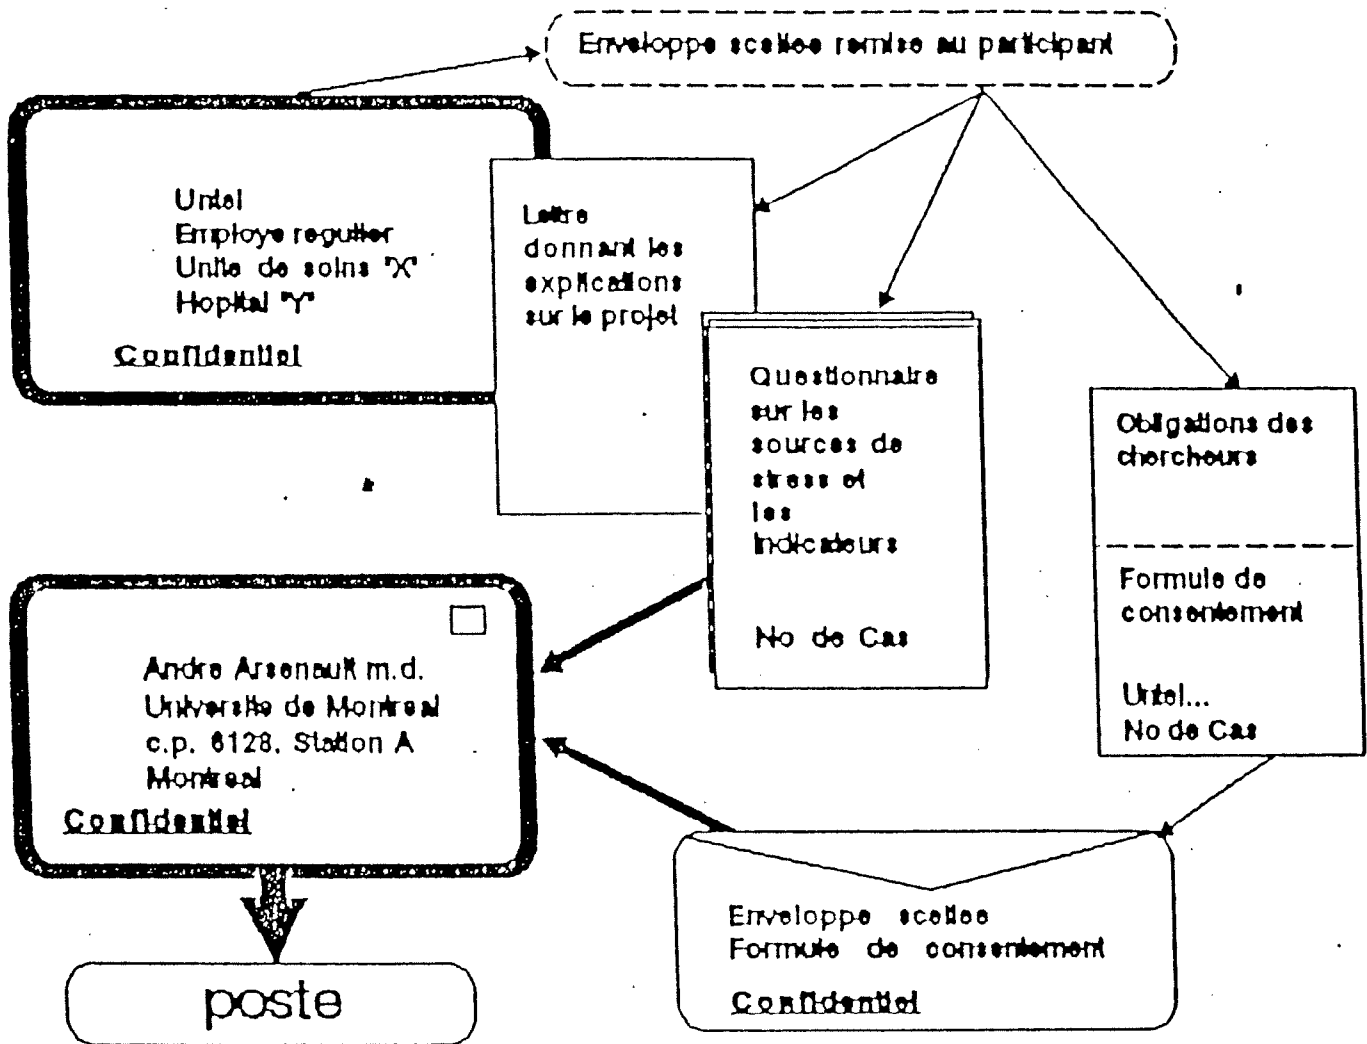 Enveloppe scellee remise au participant
Untel
Employe regulier
Unite de soins "X"
Hopital "Y"
Confidentiel
Lettre
donnant les
explications
sur le projet
Questionnaire
sur les
sources de
stress et
les
indicateurs
No de Cas
Obligations des
chercheurs
Formule de
consentement
Untel...
No de Cas
Andre Arsenault m.d.
Universite de Montreal
c.p. 6128, Station A
Montreal
Confidentiel
Enveloppe scellee
Formule de consentement
Confidentiel
poste